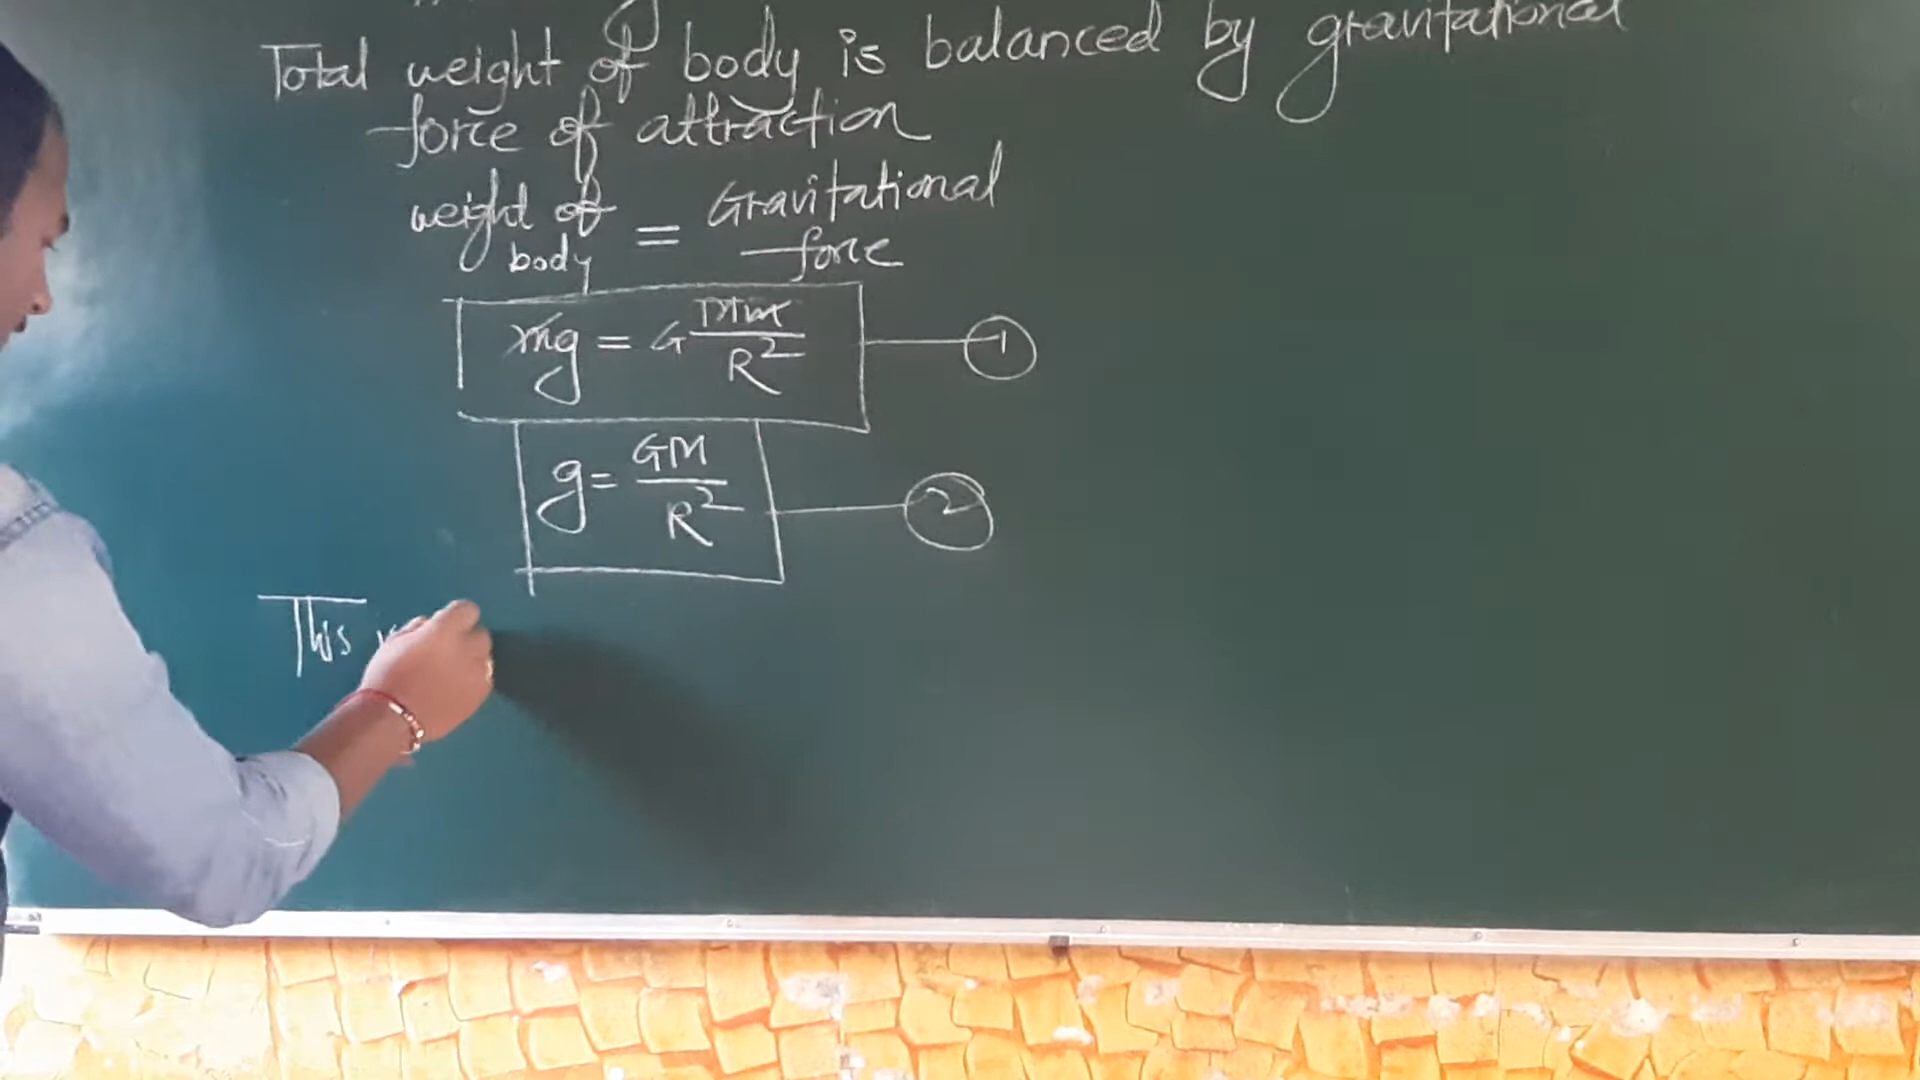 Total weight of body is balanced by gravitational
force of attraction
weight of body = Gravitational force
mg = G Mm / R² — 1
g = GM / R² — 2
This